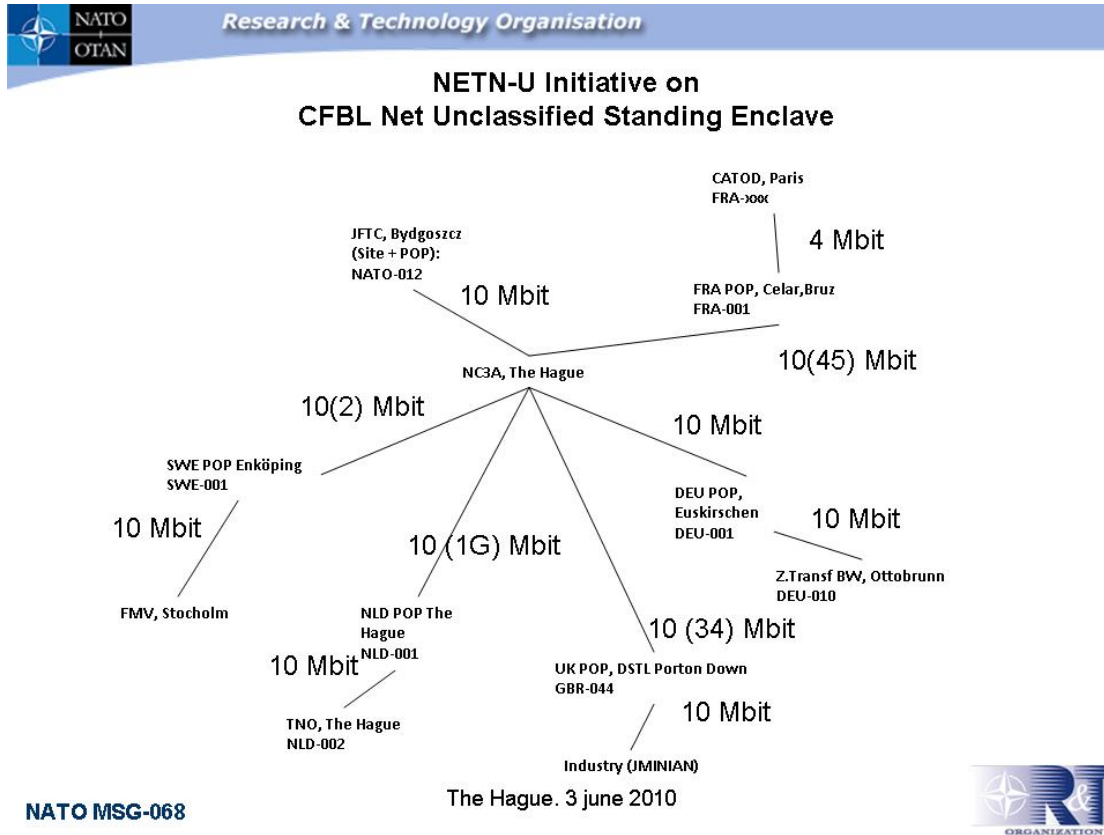 NATO
OTAN
Research & Technology Organisation
NETN-U Initiative on
CFBL Net Unclassified Standing Enclave
CATOD, Paris
FRA-xxx
4 Mbit
JFTC, Bydgoszcz
(Site + POP):
NATO-012
10 Mbit
FRA POP, Celar,Bruz
FRA-001
10(45) Mbit
NC3A, The Hague
10(2) Mbit
10 Mbit
SWE POP Enköping
SWE-001
DEU POP,
Euskirschen
DEU-001
10 Mbit
10 Mbit
10 (1G) Mbit
Z.Transf BW, Ottobrunn
DEU-010
FMV, Stocholm
NLD POP The
Hague
NLD-001
10 (34) Mbit
10 Mbit
UK POP, DSTL Porton Down
GBR-044
10 Mbit
TNO, The Hague
NLD-002
Industry (JMINIAN)
The Hague. 3 june 2010
NATO MSG-068
R&T
ORGANIZATION